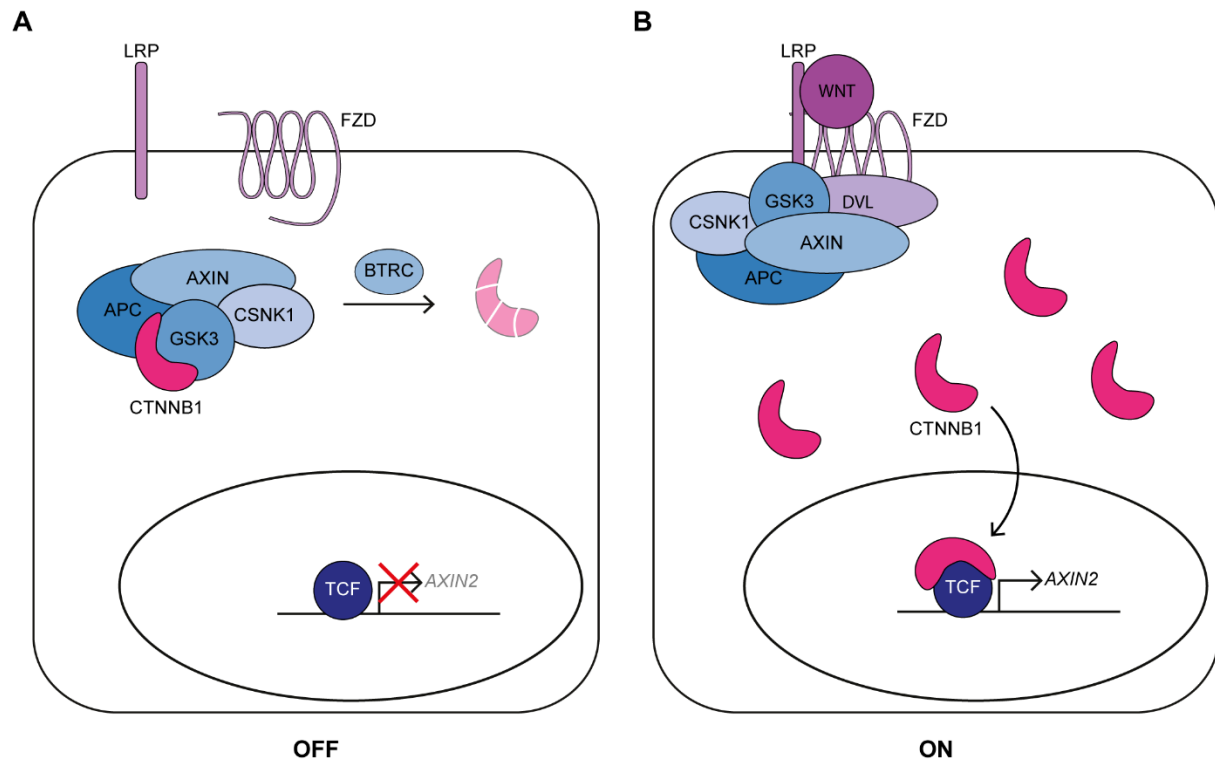 A
LRP
FZD
AXIN
APC
CSNK1
GSK3
CTNNB1
BTRC
TCF
AXIN2
OFF
B
LRP
WNT
FZD
GSK3
DVL
CSNK1
AXIN
APC
CTNNB1
TCF
AXIN2
ON